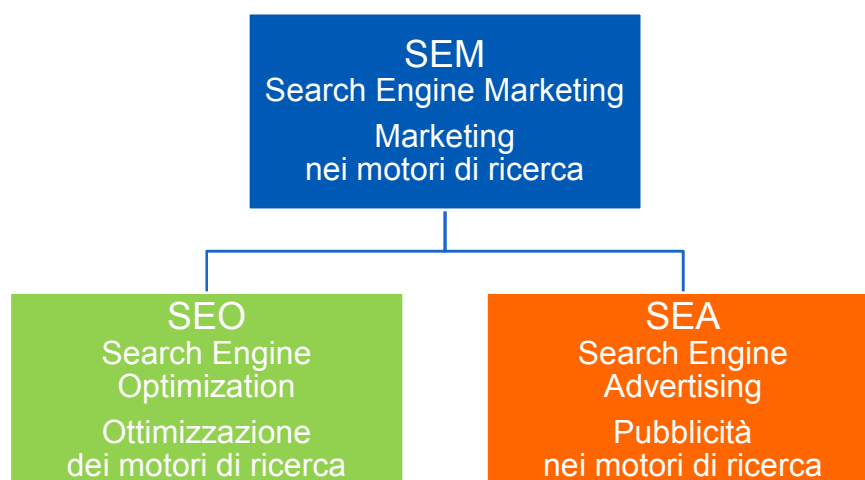 SEM
Search Engine Marketing
Marketing
nei motori di ricerca
SEO
Search Engine
Optimization
Ottimizzazione
dei motori di ricerca
SEA
Search Engine
Advertising
Pubblicità
nei motori di ricerca